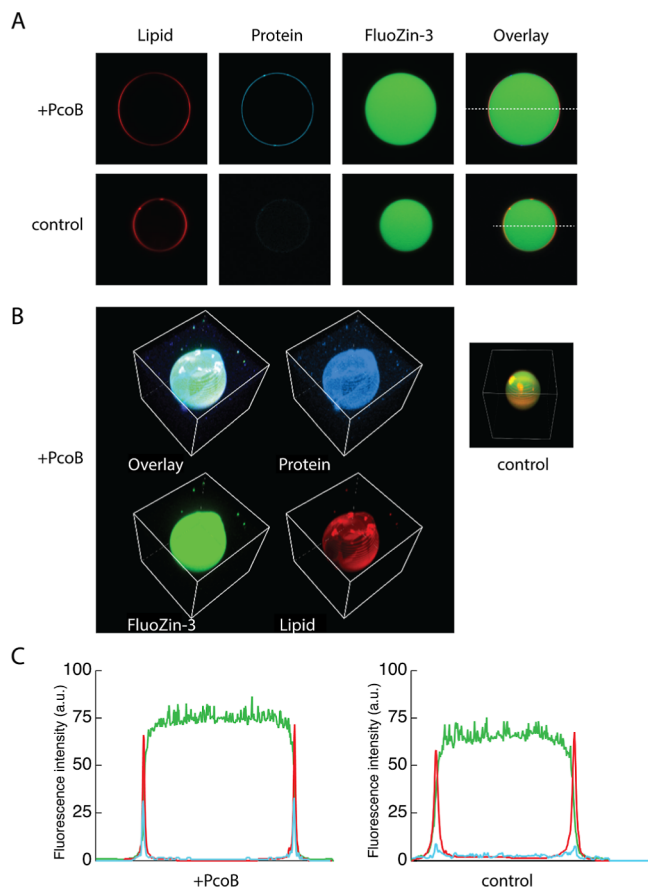 A
Lipid Protein FluoZin-3 Overlay
+PcoB
control
B
+PcoB
Overlay Protein
control
FluoZin-3 Lipid
C
Fluorescence intensity (a.u.)
100
75
50
25
0
+PcoB
Fluorescence intensity (a.u.)
100
75
50
25
0
control